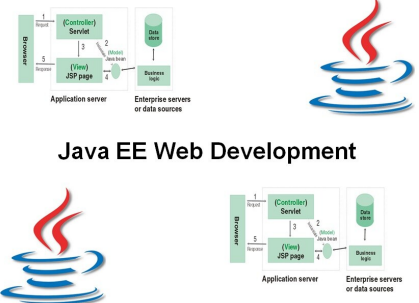 Browser
1
Request
(Controller)
Servlet
2
3
(Model)
Java bean
5
Response
(View)
JSP page
4
Data
store
Business
logic
Application server
Enterprise servers
or data sources
Java EE Web Development
Browser
1
Request
(Controller)
Servlet
2
3
(Model)
Java bean
5
Response
(View)
JSP page
4
Data
store
Business
logic
Application server
Enterprise servers
or data sources